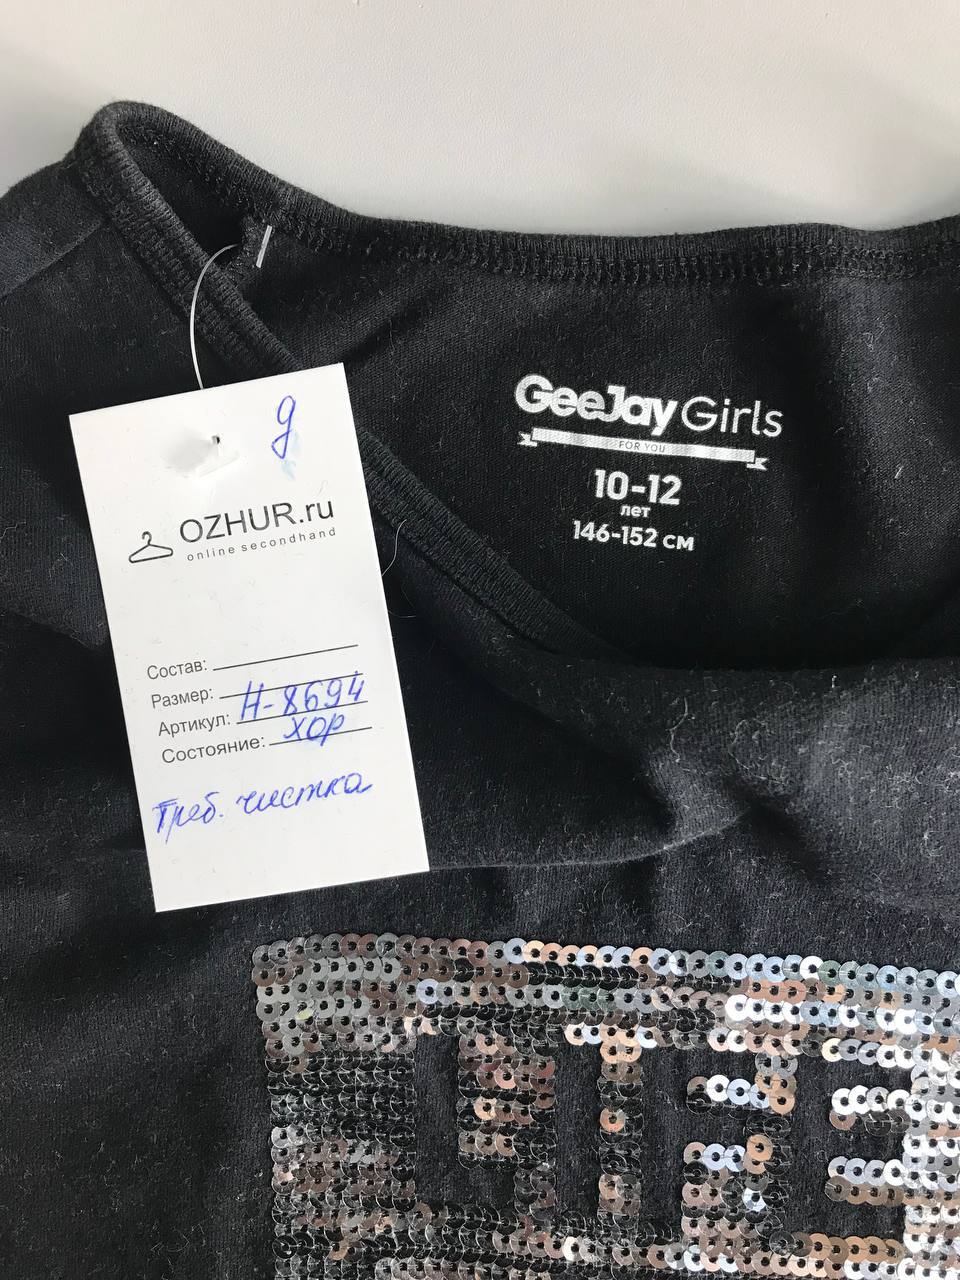 g
OZHUR.ru
online secondhand
Состав:
Размер:
Артикул: Н-8694
Состояние: хор
треб. чистка
GeeJay Girls
FOR YOU
10-12
лет
146-152 см